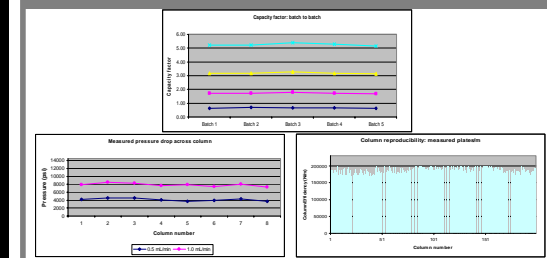 Capacity factor: batch to batch
Capacity factor
6.00
5.00
4.00
3.00
2.00
1.00
0.00
Batch 1 Batch 2 Batch 3 Batch 4 Batch 5
Measured pressure drop across column
Pressure (psi)
14000
12000
10000
8000
6000
4000
2000
0
1 2 3 4 5 6 7 8
Column number
0.5 mL/min 1.0 mL/min
Column reproducibility: measured plates/m
Column Efficiency (N/m)
200000
150000
100000
50000
0
1 51 101 151
Column number